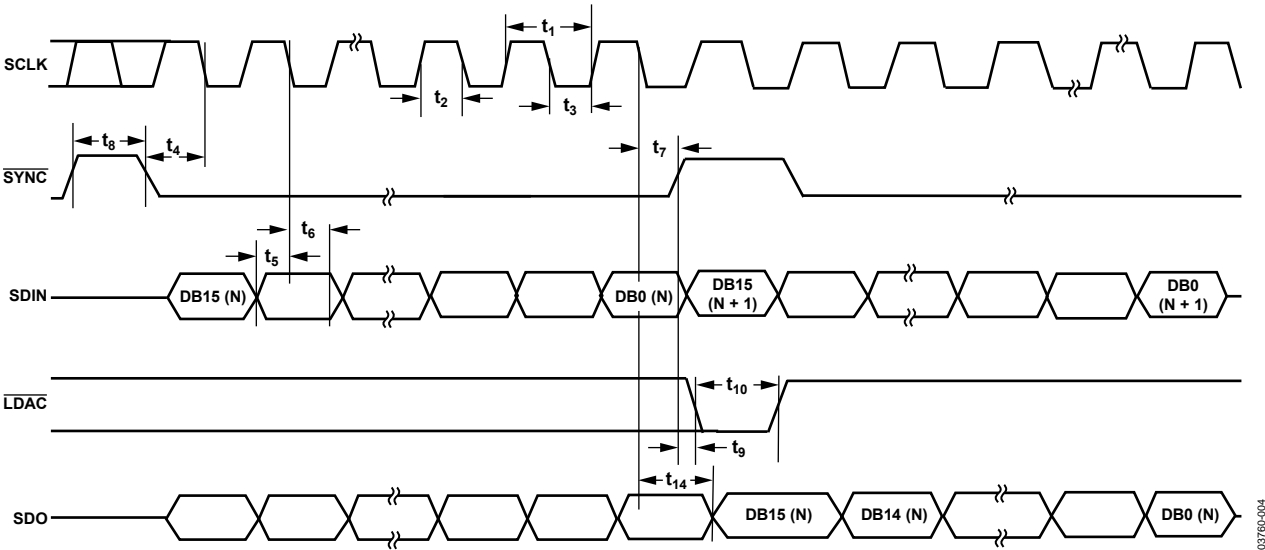 t1
SCLK
t2
t3
t8
t4
t7
SYNC
t6
t5
SDIN
DB15 (N)
DB0 (N)
DB15
(N + 1)
DB0
(N + 1)
t10
LDAC
t9
t14
SDO
DB15 (N)
DB14 (N)
DB0 (N)
03760-004